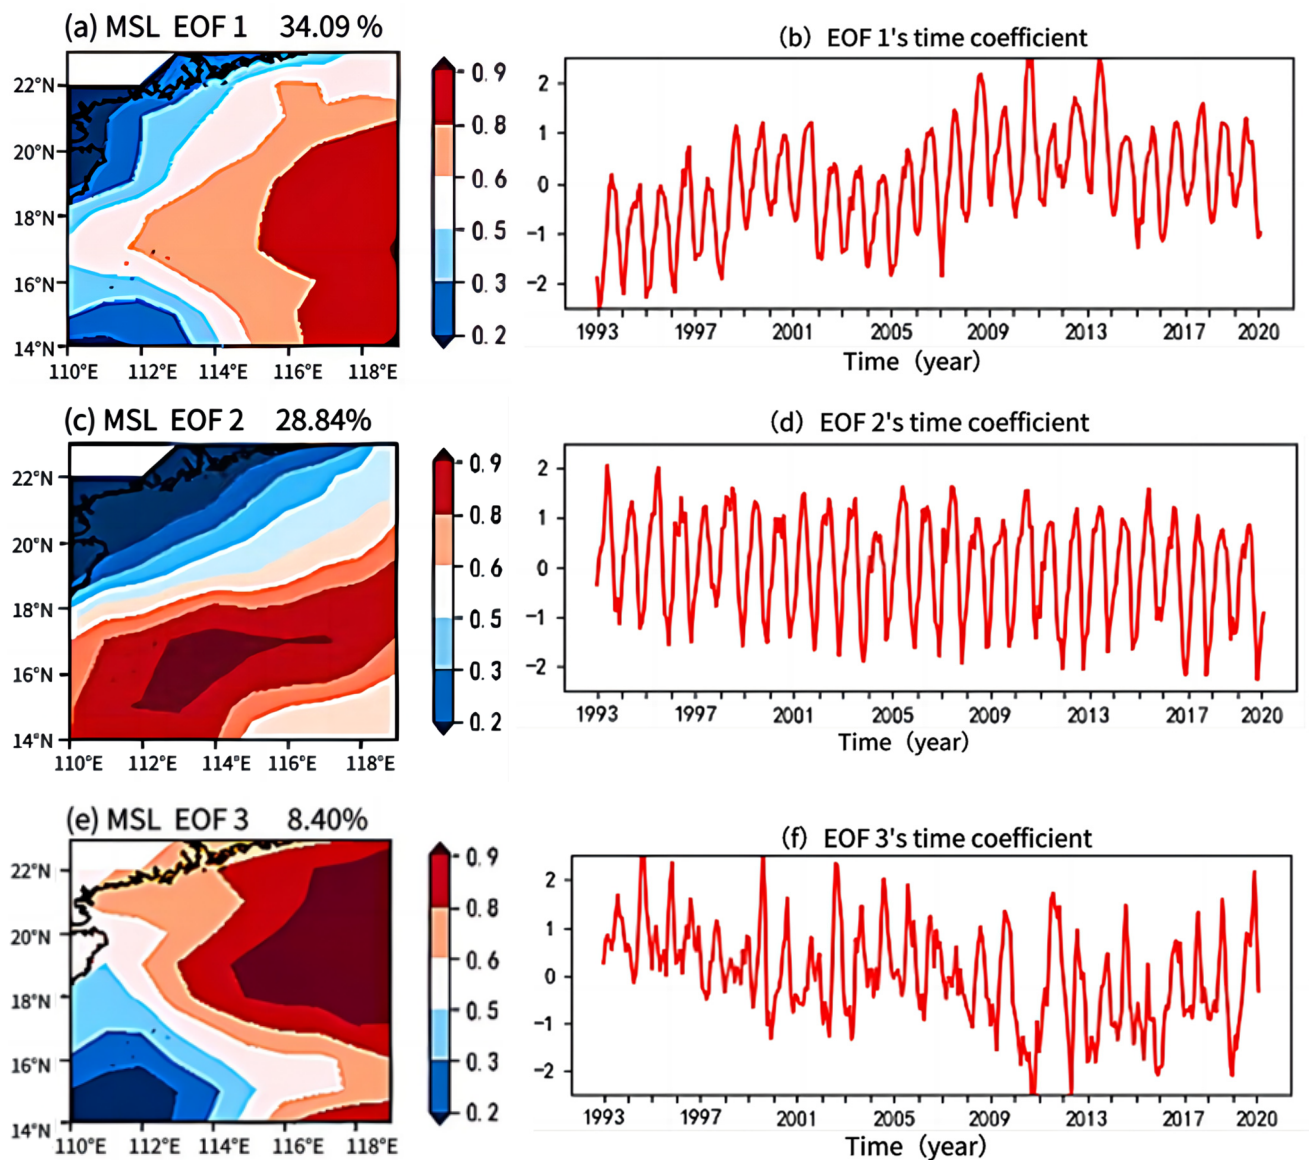 (a) MSL EOF 1 34.09 %
22°N
20°N
18°N
16°N
14°N
110°E 112°E 114°E 116°E 118°E
0.9
0.8
0.6
0.5
0.3
0.2
(b) EOF 1's time coefficient
2
1
0
−1
−2
1993 1997 2001 2005 2009 2013 2017 2020
Time (year)
(c) MSL EOF 2 28.84%
22°N
20°N
18°N
16°N
14°N
110°E 112°E 114°E 116°E 118°E
0.9
0.8
0.6
0.5
0.3
0.2
(d) EOF 2's time coefficient
2
1
0
−1
−2
1993 1997 2001 2005 2009 2013 2017 2020
Time (year)
(e) MSL EOF 3 8.40%
22°N
20°N
18°N
16°N
14°N
110°E 112°E 114°E 116°E 118°E
0.9
0.8
0.6
0.5
0.3
0.2
(f) EOF 3's time coefficient
2
1
0
−1
−2
1993 1997 2001 2005 2009 2013 2017 2020
Time (year)